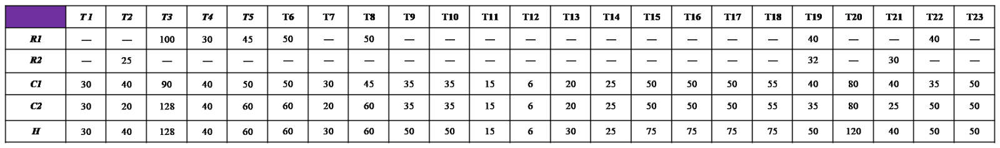 T1 T2 T3 T4 T5 T6 T7 T8 T9 T10 T11 T12 T13 T14 T15 T16 T17 T18 T19 T20 T21 T22 T23
R1 — — 100 30 45 50 — 50 — — — — — — — — — — 40 — — 40 —
R2 — 25 — — — — — — — — — — — — — — — — 32 — 30 — —
C1 30 40 90 40 50 50 30 45 35 35 15 6 20 25 50 50 50 55 40 80 40 35 50
C2 30 20 128 40 60 60 20 60 35 35 15 6 20 25 50 50 50 55 35 80 25 50 50
H 30 40 128 40 60 60 30 60 50 50 15 6 30 25 75 75 75 75 50 120 40 50 50